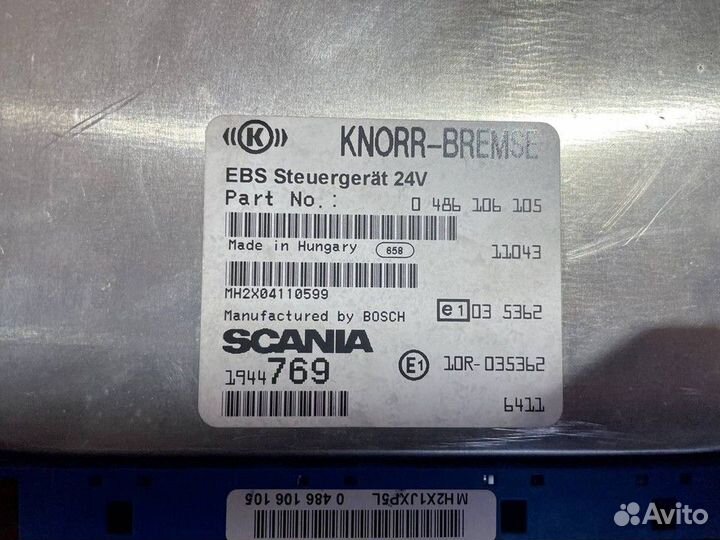 K KNORR-BREMSE
EBS Steuergerät 24V
Part No.: 0 486 106 105
Made in Hungary 658 11043
MH2X04110599
Manufactured by BOSCH e1 03 5362
SCANIA
1944769 E1 10R-035362
6411
MH2X1JXP5L
0 486 106 105
Avito